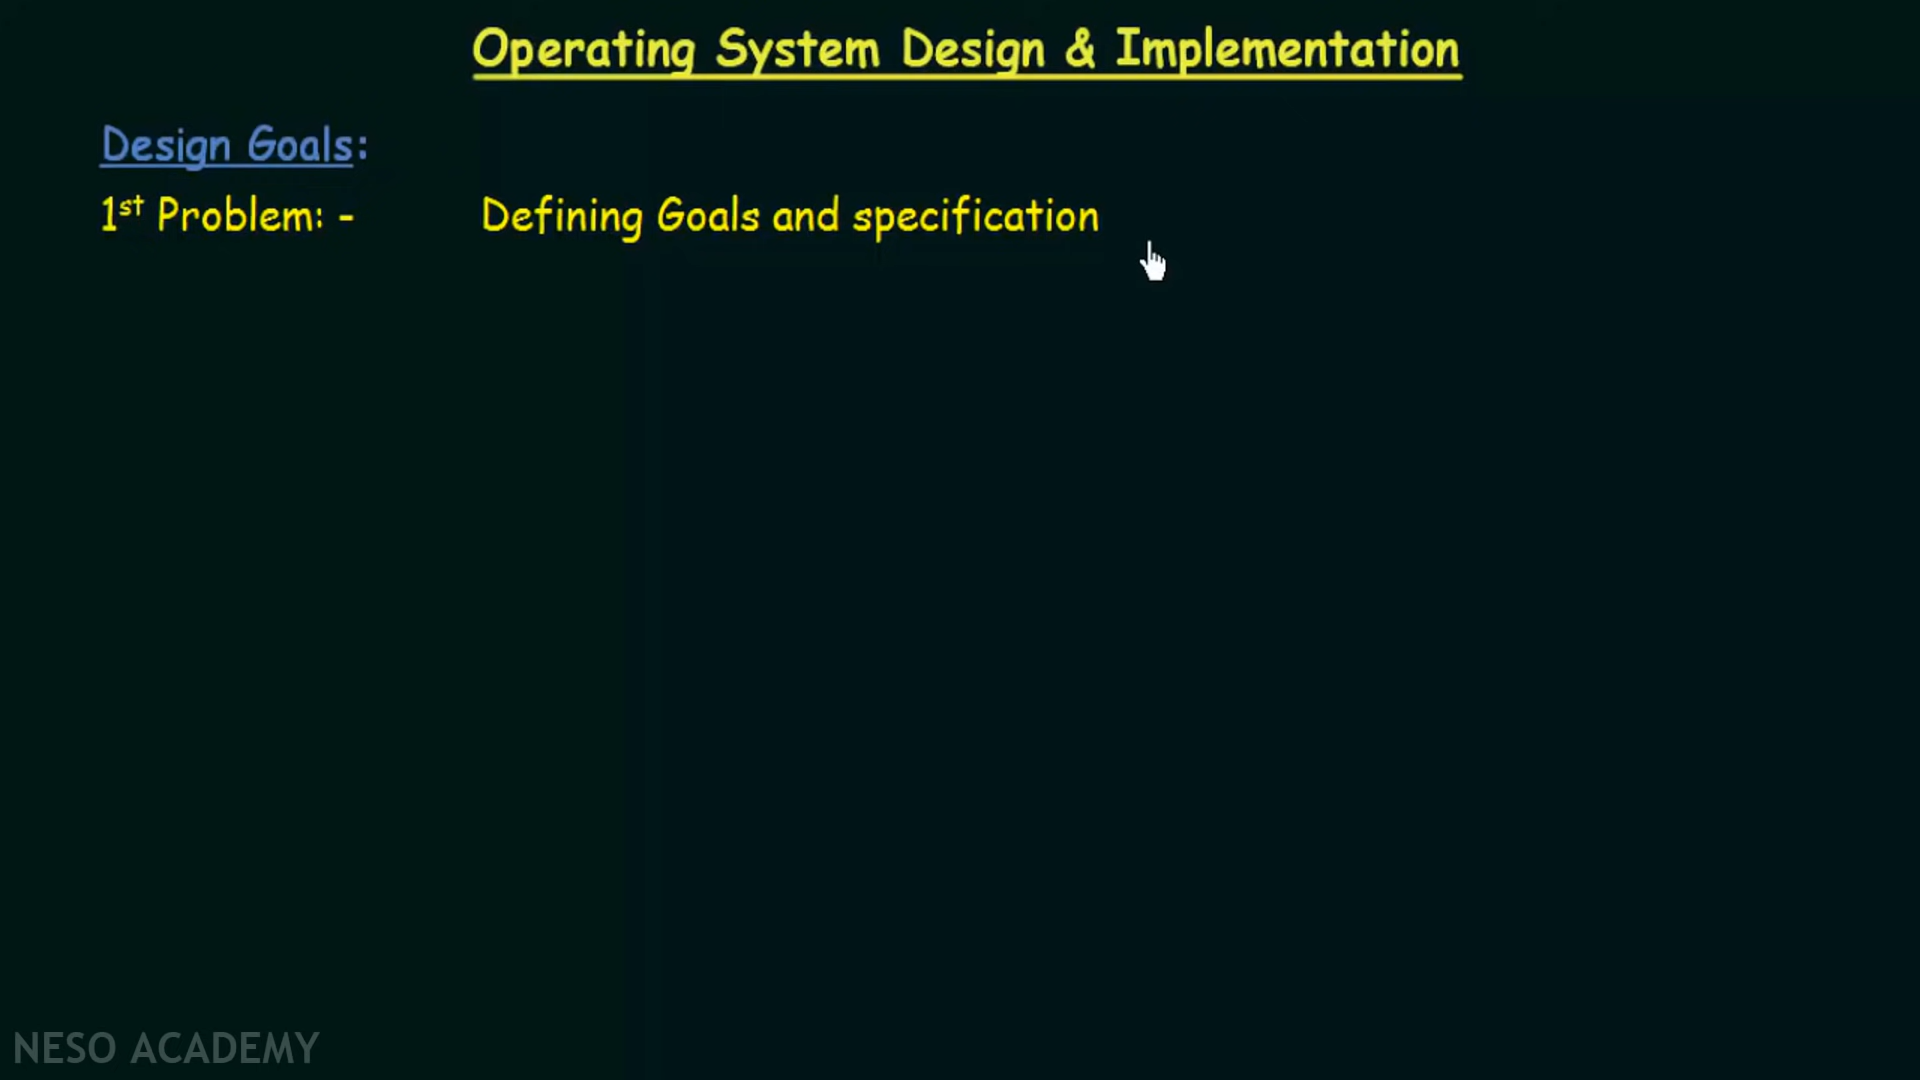 Operating System Design & Implementation
Design Goals:
1st Problem: - Defining Goals and specification
NESO ACADEMY